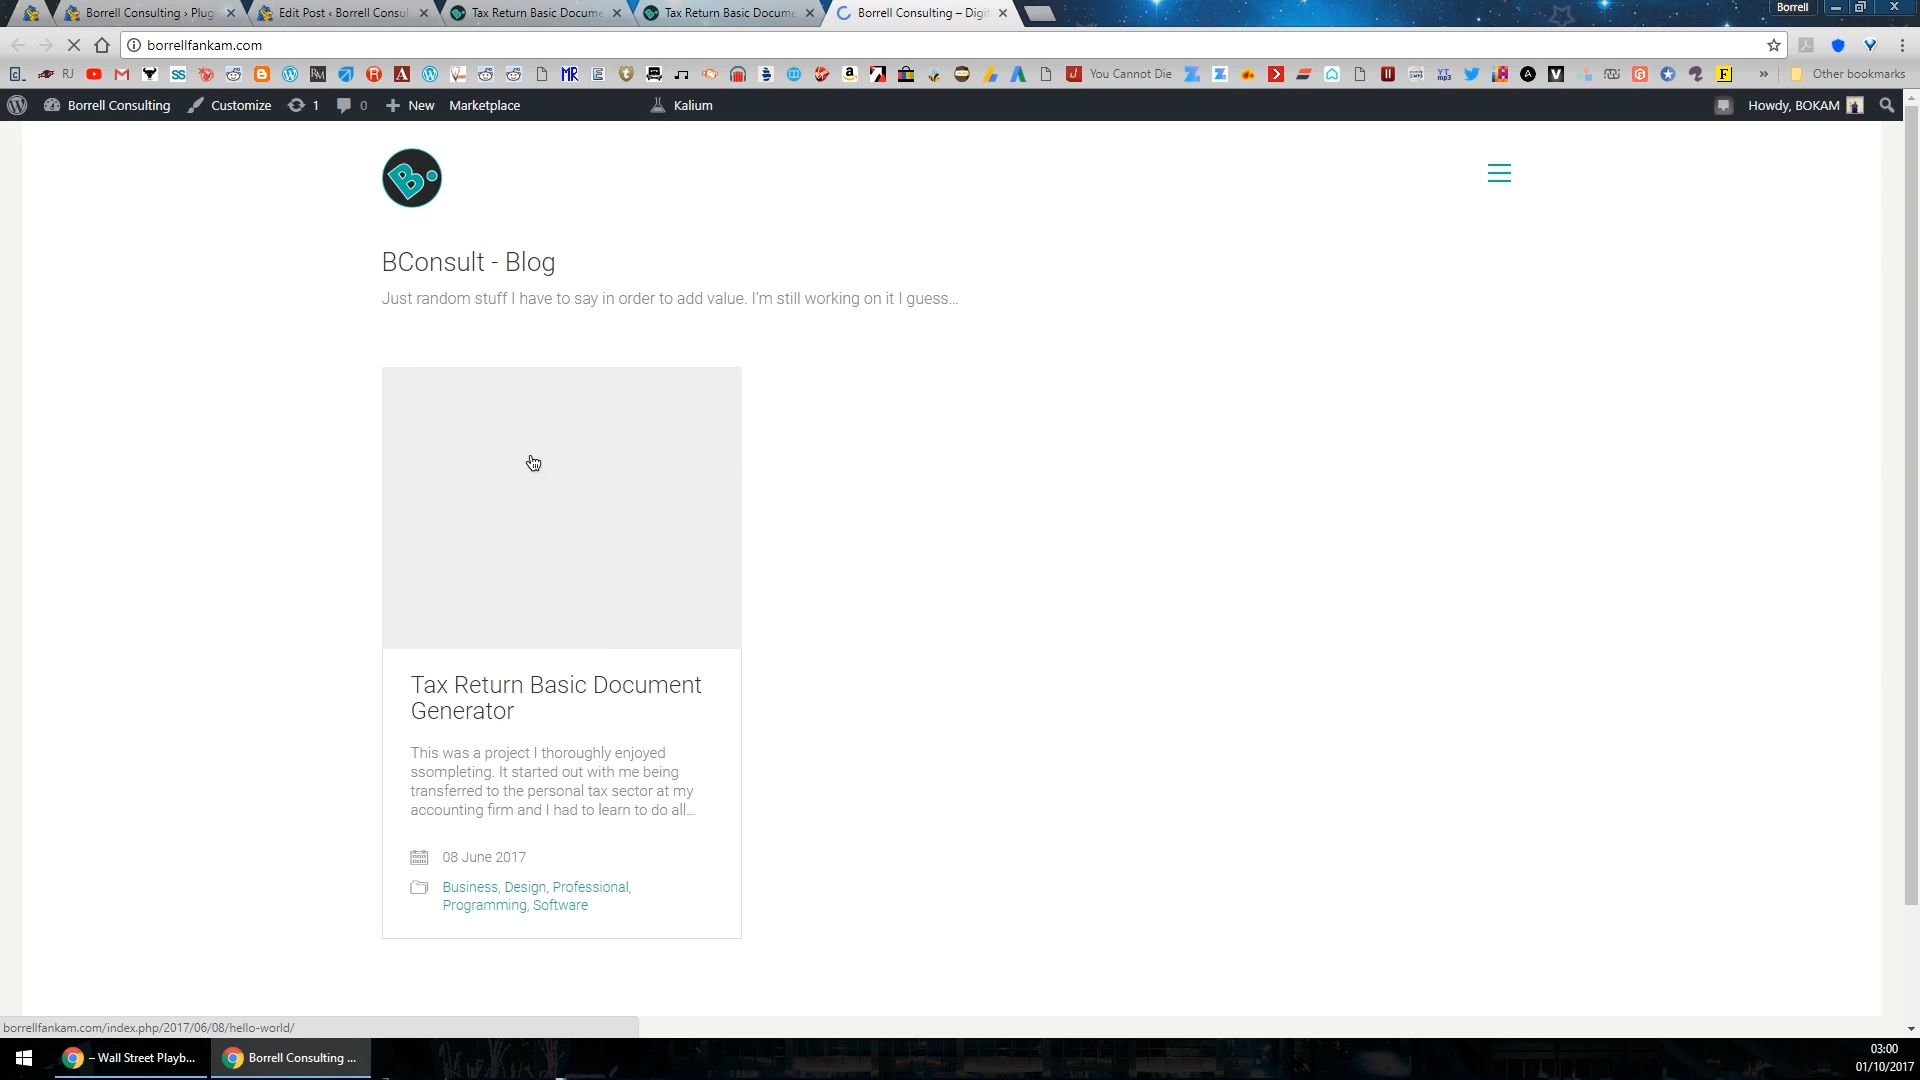 Borrell Consulting › Plugi
Edit Post ‹ Borrell Consul
Tax Return Basic Docume
Tax Return Basic Docume
Borrell Consulting – Digit
Borrell
borrellfankam.com
RJ
You Cannot Die
»
Other bookmarks
Borrell Consulting
Customize
1
0
New
Marketplace
Kalium
Howdy, BOKAM
B
BConsult - Blog
Just random stuff I have to say in order to add value. I'm still working on it I guess...
Tax Return Basic Document
Generator
This was a project I thoroughly enjoyed
ssompleting. It started out with me being
transferred to the personal tax sector at my
accounting firm and I had to learn to do all...
08 June 2017
Business, Design, Professional,
Programming, Software
borrellfankam.com/index.php/2017/06/08/hello-world/
– Wall Street Playb...
Borrell Consulting ...
03:00
01/10/2017